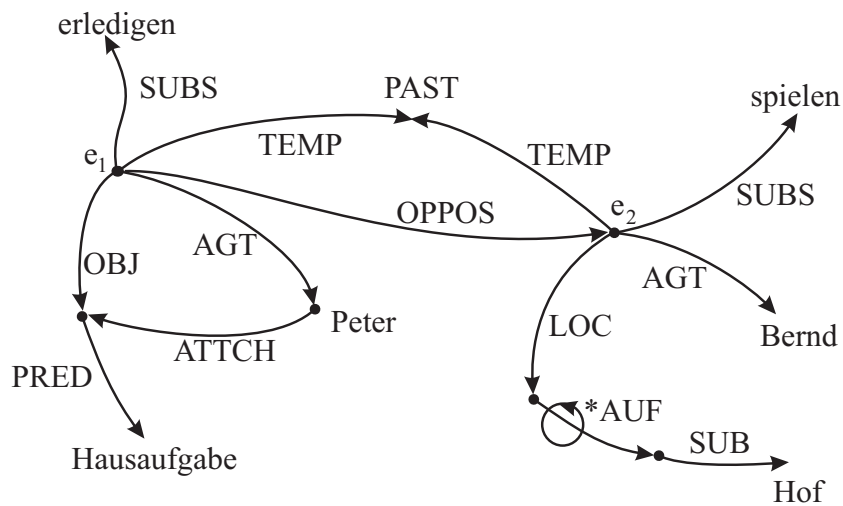 erledigen
SUBS
PAST
spielen
TEMP
TEMP
e1
SUBS
OPPOS
e2
AGT
OBJ
AGT
Peter
LOC
Bernd
ATTCH
PRED
*AUF
SUB
Hausaufgabe
Hof